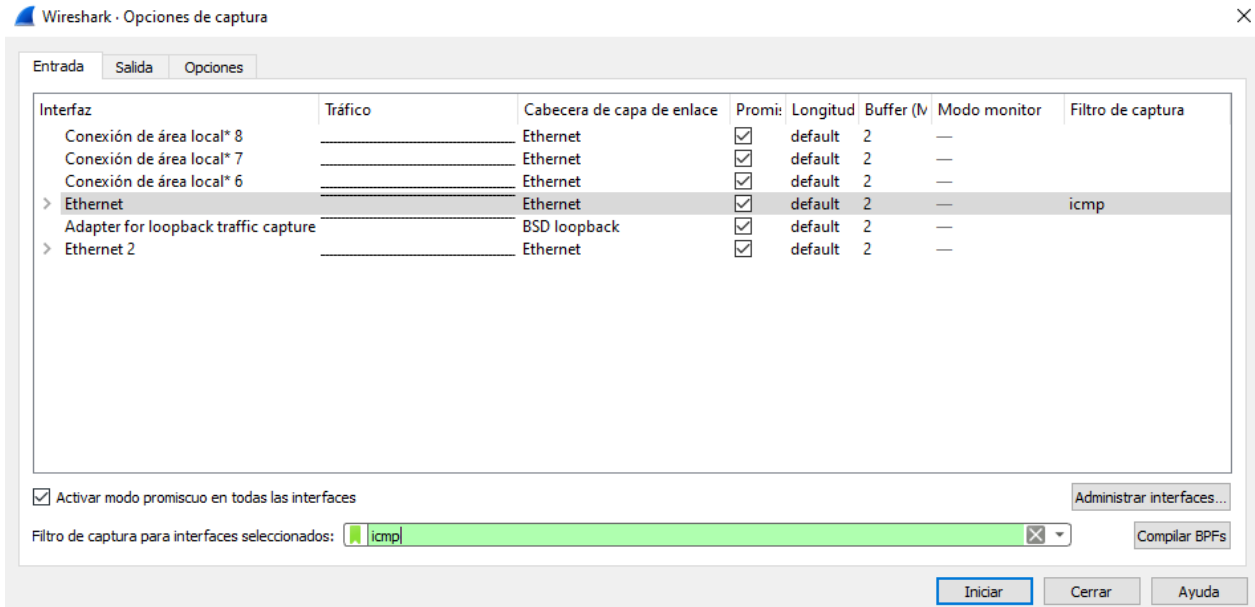 Wireshark · Opciones de captura
Entrada Salida Opciones
Interfaz Tráfico Cabecera de capa de enlace Promis Longitud Buffer (M Modo monitor Filtro de captura
Conexión de área local* 8 Ethernet default 2 —
Conexión de área local* 7 Ethernet default 2 —
Conexión de área local* 6 Ethernet default 2 —
Ethernet Ethernet default 2 — icmp
Adapter for loopback traffic capture BSD loopback default 2 —
Ethernet 2 Ethernet default 2 —
Activar modo promiscuo en todas las interfaces Administrar interfaces...
Filtro de captura para interfaces seleccionados: icmp Compilar BPFs
Iniciar Cerrar Ayuda